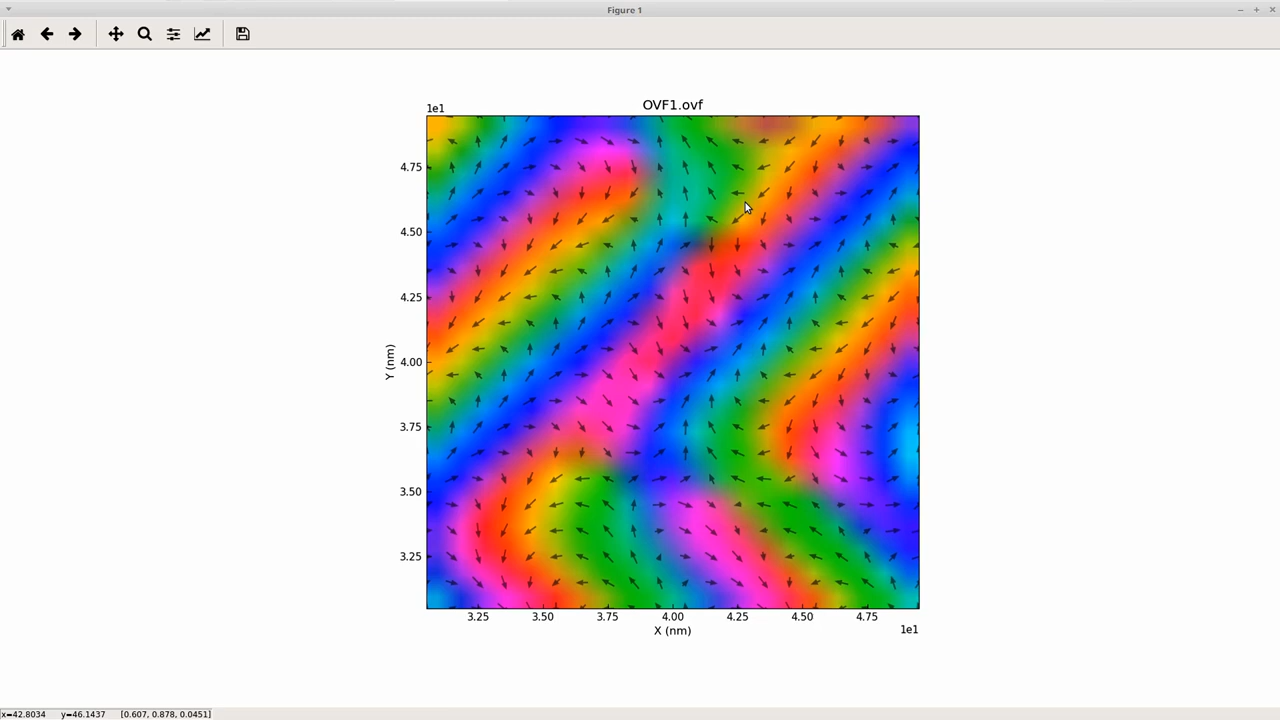 Figure 1
OVF1.ovf
1e1
4.75
4.50
4.25
4.00
3.75
3.50
3.25
Y (nm)
3.25 3.50 3.75 4.00 4.25 4.50 4.75
X (nm)
1e1
x=42.8034 y=46.1437 [0.607, 0.878, 0.0451]